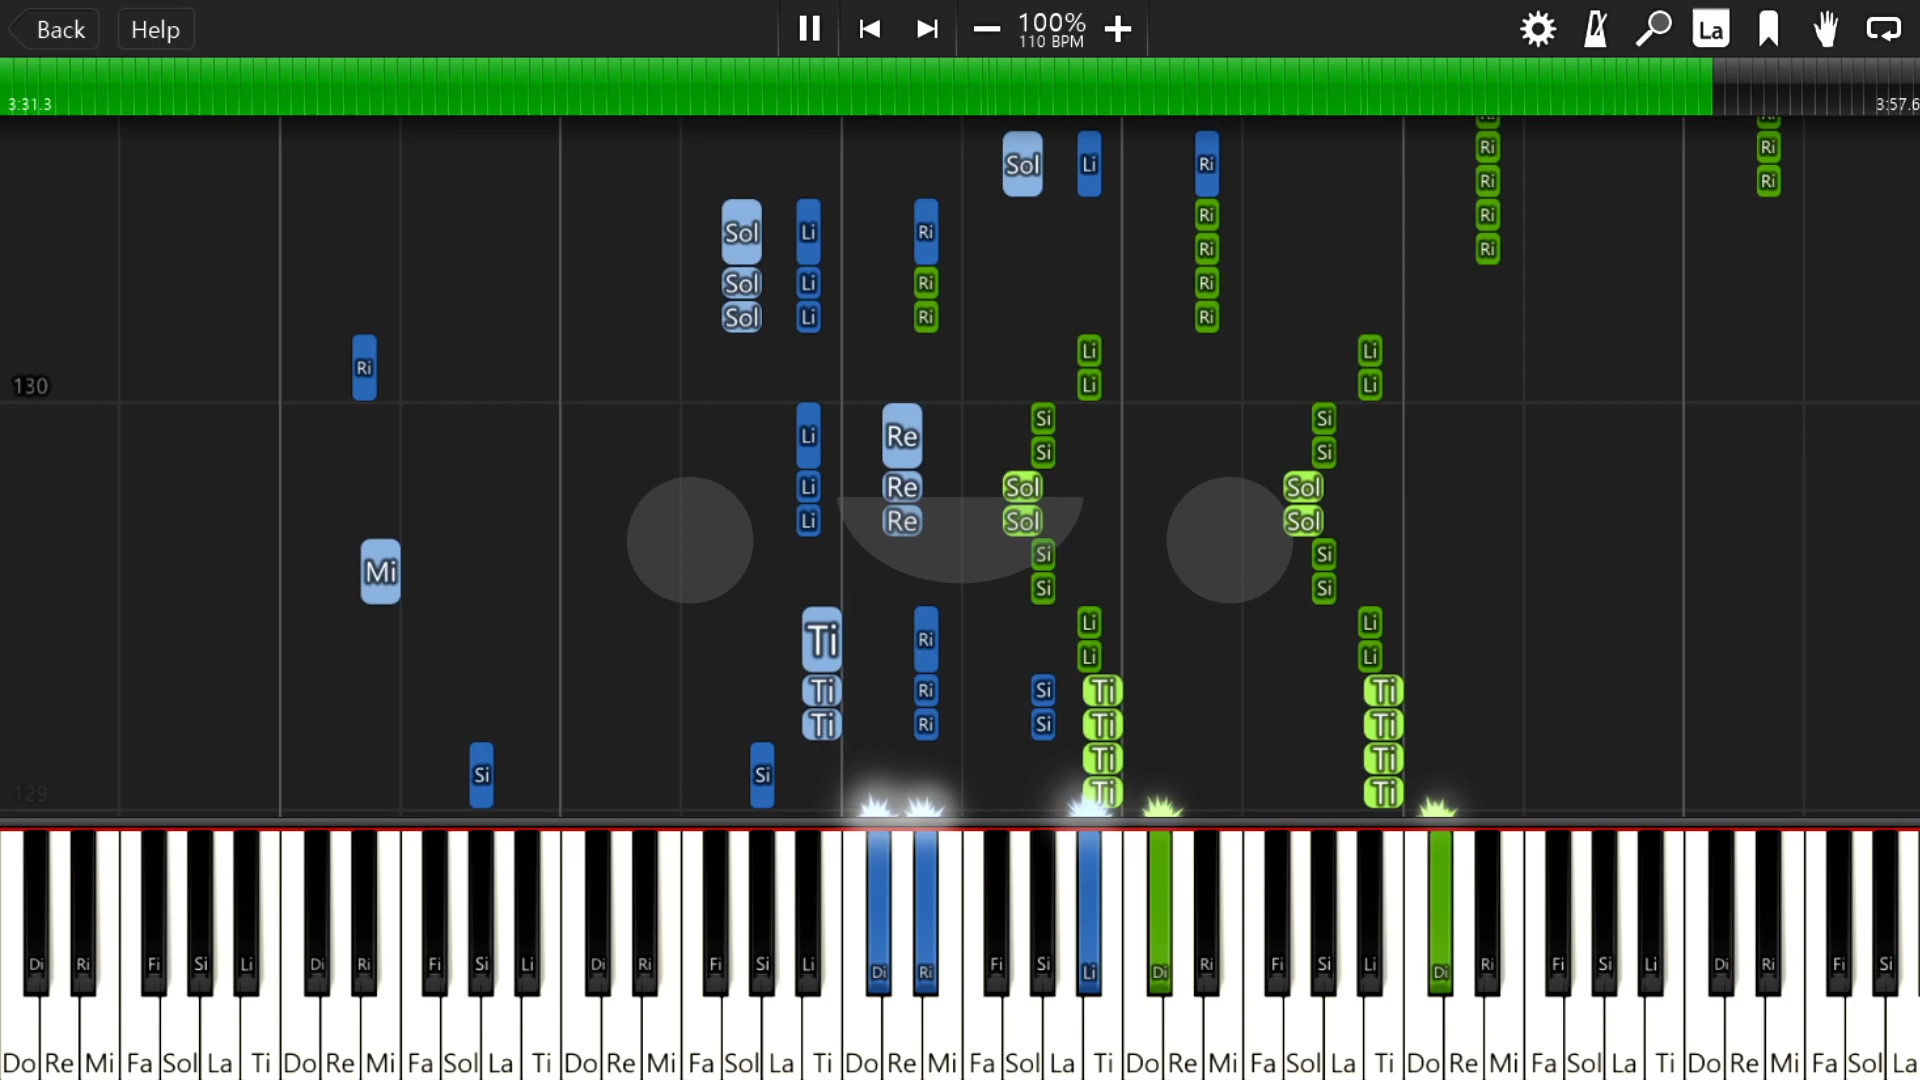 Back Help 100% La
110 BPM
3:31.3 3:57.6
Ri
Ri Ri
Sol Li Ri
Ri Ri
Ri Ri
Sol Li Ri
Ri
Ri Ri
Sol Li Ri Ri
Sol Li Ri Ri
Li Li
Ri
130 Li Li
Si Si
Li Re
Si Si
Li Re Sol Sol
Li Re Sol Sol
Si Si
Mi
Si Si
Li Li
Ti Ri
Li Li
Ti Ri Si Ti Ti
Ti Ri Si Ti Ti
Ti Ti
Si Si
129 Ti Ti
Di Ri Fi Si Li Di Ri Fi Si Li Di Ri Fi Si Li Di Ri Fi Si Li Di Ri Fi Si Li Di Ri Fi Si Li Di Ri Fi Si
Do Re Mi Fa Sol La Ti Do Re Mi Fa Sol La Ti Do Re Mi Fa Sol La Ti Do Re Mi Fa Sol La Ti Do Re Mi Fa Sol La Ti Do Re Mi Fa Sol La Ti Do Re Mi Fa Sol La